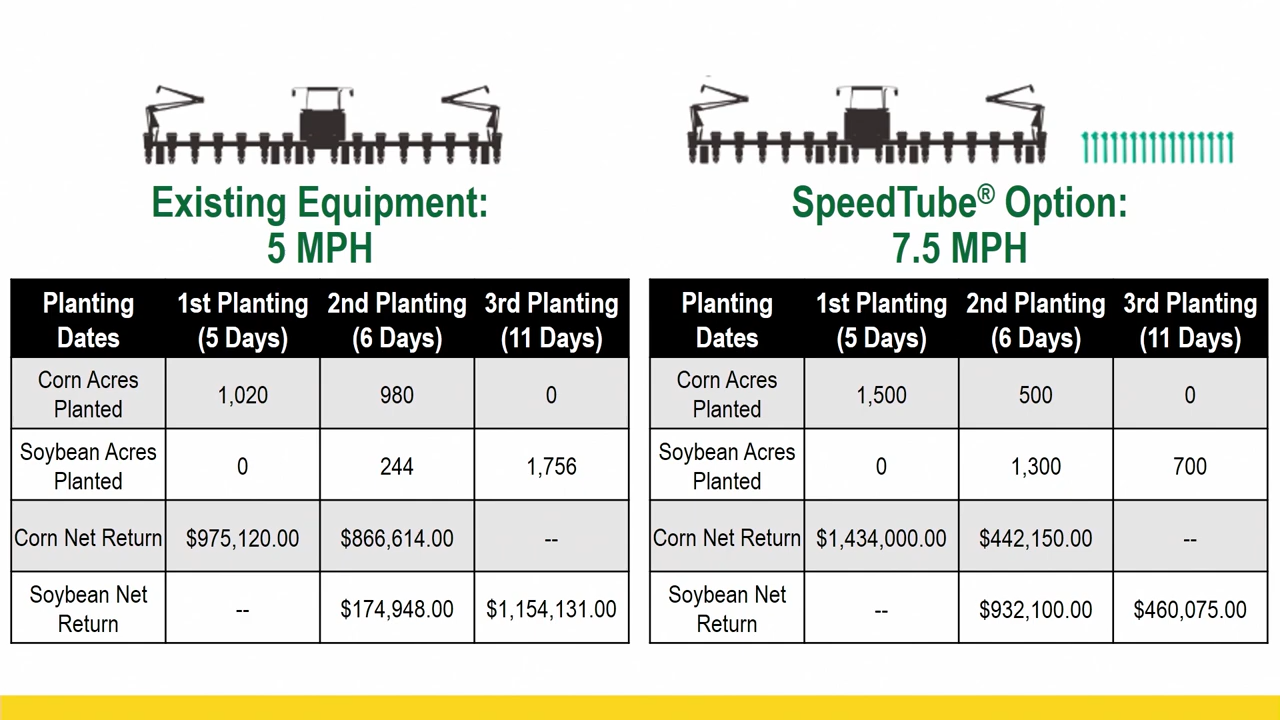 Existing Equipment:
5 MPH
Planting Dates | 1st Planting (5 Days) | 2nd Planting (6 Days) | 3rd Planting (11 Days)
Corn Acres Planted | 1,020 | 980 | 0
Soybean Acres Planted | 0 | 244 | 1,756
Corn Net Return | $975,120.00 | $866,614.00 | --
Soybean Net Return | -- | $174,948.00 | $1,154,131.00
SpeedTube® Option:
7.5 MPH
Planting Dates | 1st Planting (5 Days) | 2nd Planting (6 Days) | 3rd Planting (11 Days)
Corn Acres Planted | 1,500 | 500 | 0
Soybean Acres Planted | 0 | 1,300 | 700
Corn Net Return | $1,434,000.00 | $442,150.00 | --
Soybean Net Return | -- | $932,100.00 | $460,075.00